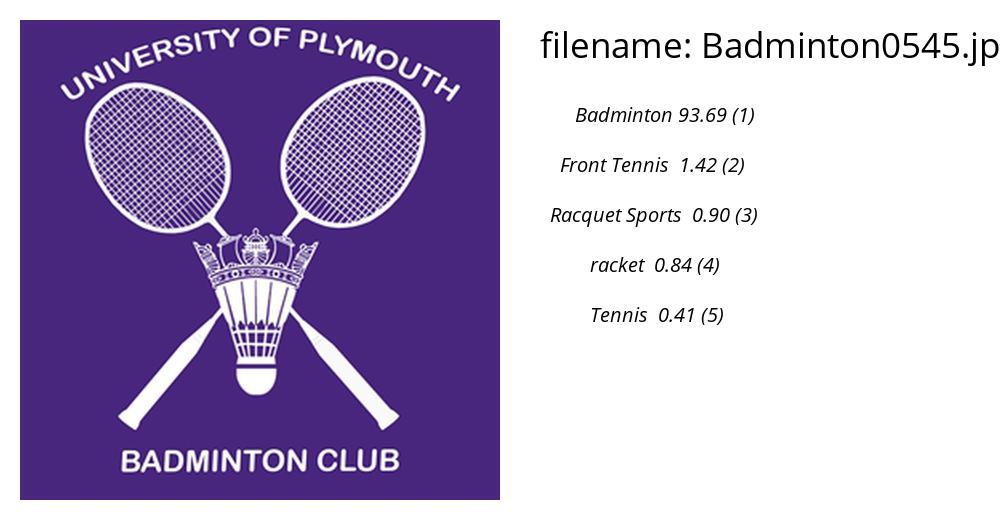 UNIVERSITY OF PLYMOUTH
BADMINTON CLUB
filename: Badminton0545.jp
Badminton 93.69 (1)
Front Tennis 1.42 (2)
Racquet Sports 0.90 (3)
racket 0.84 (4)
Tennis 0.41 (5)